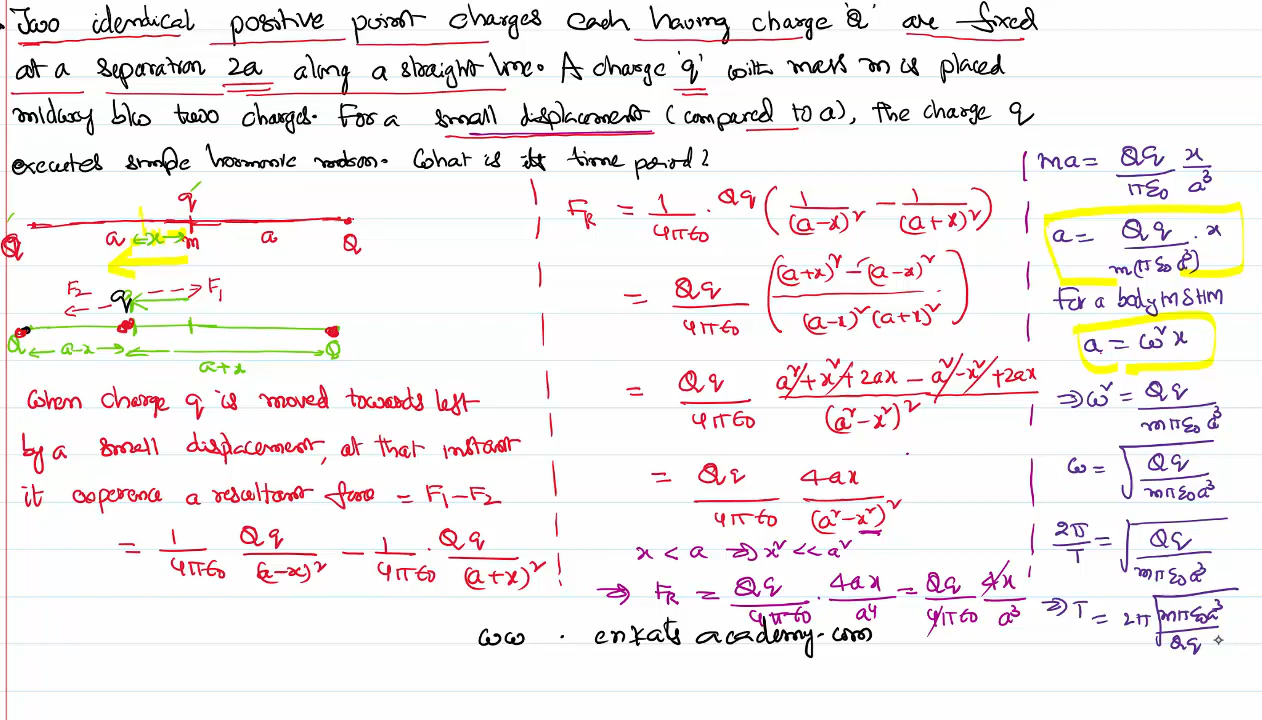 Two identical positive point charges each having charge 'Q' are fixed
at a separation 2a along a straight line. A charge 'q' with mass m is placed
midway b/w two charges. For a small displacement (compared to a), The charge q
executes simple harmonic motion. What is its time period?
q
a x m a
Q Q
F2 q F1
Q a-x Q
a+x
When charge q is moved towards left
by a small displacement, at that instant
it experience a resultant force = F1 - F2
= 1/4πε0 Qq/(a-x)² - 1/4πε0 · Qq/(a+x)²
FR = 1/4πε0 · Qq ( 1/(a-x)² - 1/(a+x)² )
= Qq/4πε0 ( ((a+x)² - (a-x)²)/((a-x)² (a+x)²) )
= Qq/4πε0 (a²+x²+2ax - a²-x²+2ax)/(a²-x²)²
= Qq/4πε0 4ax/(a²-x²)²
x < a ⇒ x² << a²
⇒ FR = Qq/4πε0 · 4ax/a⁴ = Qq/4πε0 4x/a³
ma = Qq/πε0 x/a³
a = Qq/m(πε0a³) · x
For a body in SHM
a = ω²x
⇒ ω² = Qq/mπε0a³
ω = √(Qq/mπε0a³)
2π/T = √(Qq/mπε0a³)
⇒ T = 2π√(mπε0a³/Qq)
ww . enkats academy.com